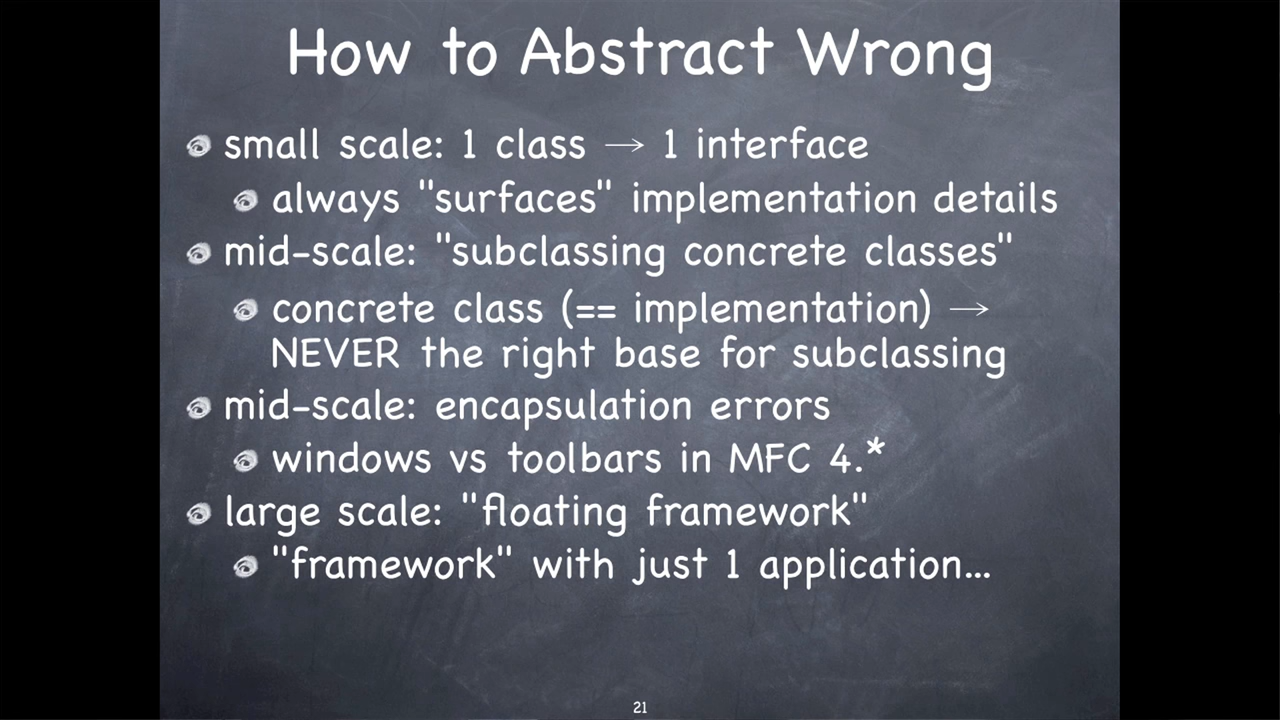 How to Abstract Wrong
small scale: 1 class → 1 interface
always "surfaces" implementation details
mid-scale: "subclassing concrete classes"
concrete class (== implementation) →
NEVER the right base for subclassing
mid-scale: encapsulation errors
windows vs toolbars in MFC 4.*
large scale: "floating framework"
"framework" with just 1 application...
21